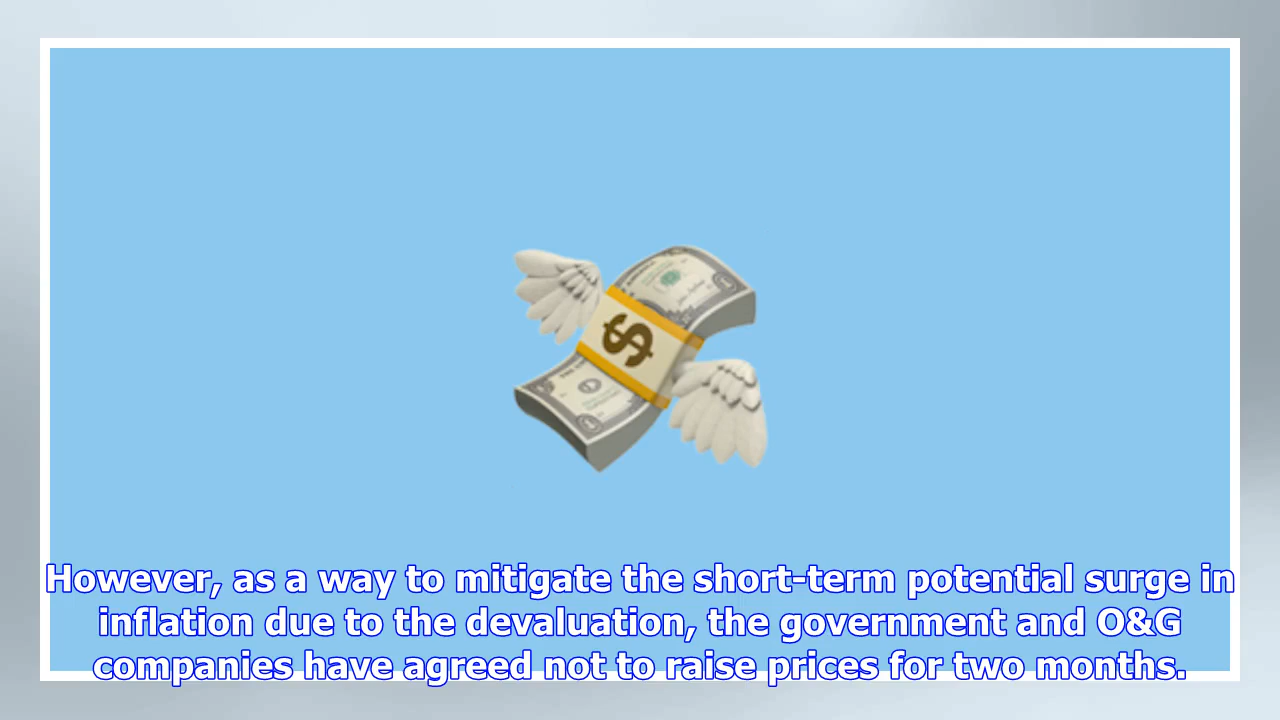 $
However, as a way to mitigate the short-term potential surge in
inflation due to the devaluation, the government and O&G
companies have agreed not to raise prices for two months.